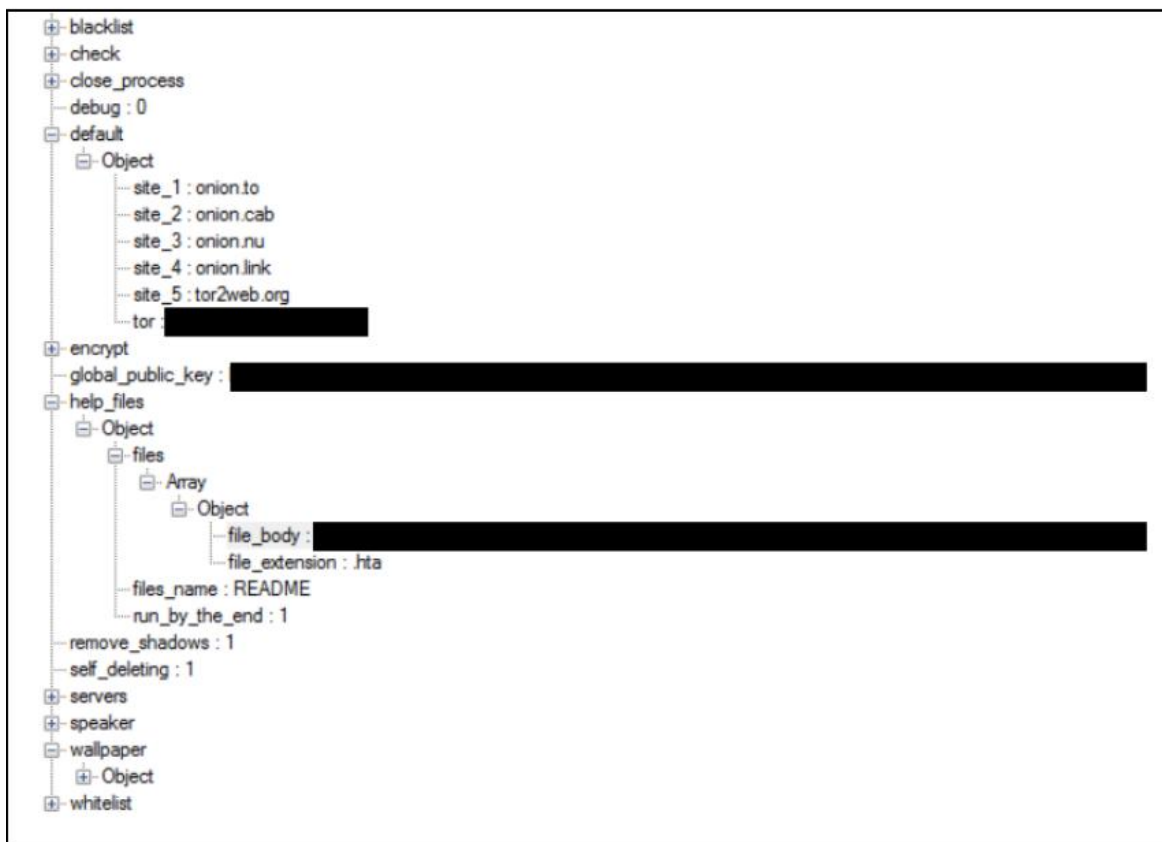 blacklist
check
close_process
debug : 0
default
Object
site_1 : onion.to
site_2 : onion.cab
site_3 : onion.nu
site_4 : onion.link
site_5 : tor2web.org
tor :
encrypt
global_public_key :
help_files
Object
files
Array
Object
file_body :
file_extension : .hta
files_name : README
run_by_the_end : 1
remove_shadows : 1
self_deleting : 1
servers
speaker
wallpaper
Object
whitelist